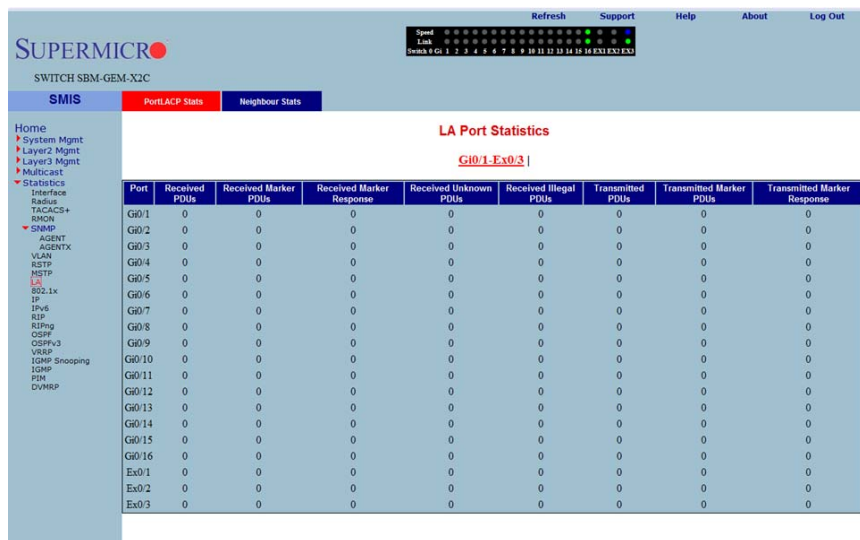 Refresh Support Help About Log Out
Speed
Link
Switch 0 Gi 1 2 3 4 5 6 7 8 9 10 11 12 13 14 15 16 EX1 EX2 EX3
SUPERMICRO
SWITCH SBM-GEM-X2C
SMIS
PortLACP Stats Neighbour Stats
Home
System Mgmt
Layer2 Mgmt
Layer3 Mgmt
Multicast
Statistics
Interface
Radius
TACACS+
RMON
SNMP
AGENT
AGENTX
VLAN
RSTP
MSTP
LA
802.1x
IP
IPv6
RIP
RIPng
OSPF
OSPFv3
VRRP
IGMP Snooping
IGMP
PIM
DVMRP
LA Port Statistics
Gi0/1-Ex0/3 |
Port Received PDUs Received Marker PDUs Received Marker Response Received Unknown PDUs Received Illegal PDUs Transmitted PDUs Transmitted Marker PDUs Transmitted Marker Response
Gi0/1 0 0 0 0 0 0 0 0
Gi0/2 0 0 0 0 0 0 0 0
Gi0/3 0 0 0 0 0 0 0 0
Gi0/4 0 0 0 0 0 0 0 0
Gi0/5 0 0 0 0 0 0 0 0
Gi0/6 0 0 0 0 0 0 0 0
Gi0/7 0 0 0 0 0 0 0 0
Gi0/8 0 0 0 0 0 0 0 0
Gi0/9 0 0 0 0 0 0 0 0
Gi0/10 0 0 0 0 0 0 0 0
Gi0/11 0 0 0 0 0 0 0 0
Gi0/12 0 0 0 0 0 0 0 0
Gi0/13 0 0 0 0 0 0 0 0
Gi0/14 0 0 0 0 0 0 0 0
Gi0/15 0 0 0 0 0 0 0 0
Gi0/16 0 0 0 0 0 0 0 0
Ex0/1 0 0 0 0 0 0 0 0
Ex0/2 0 0 0 0 0 0 0 0
Ex0/3 0 0 0 0 0 0 0 0